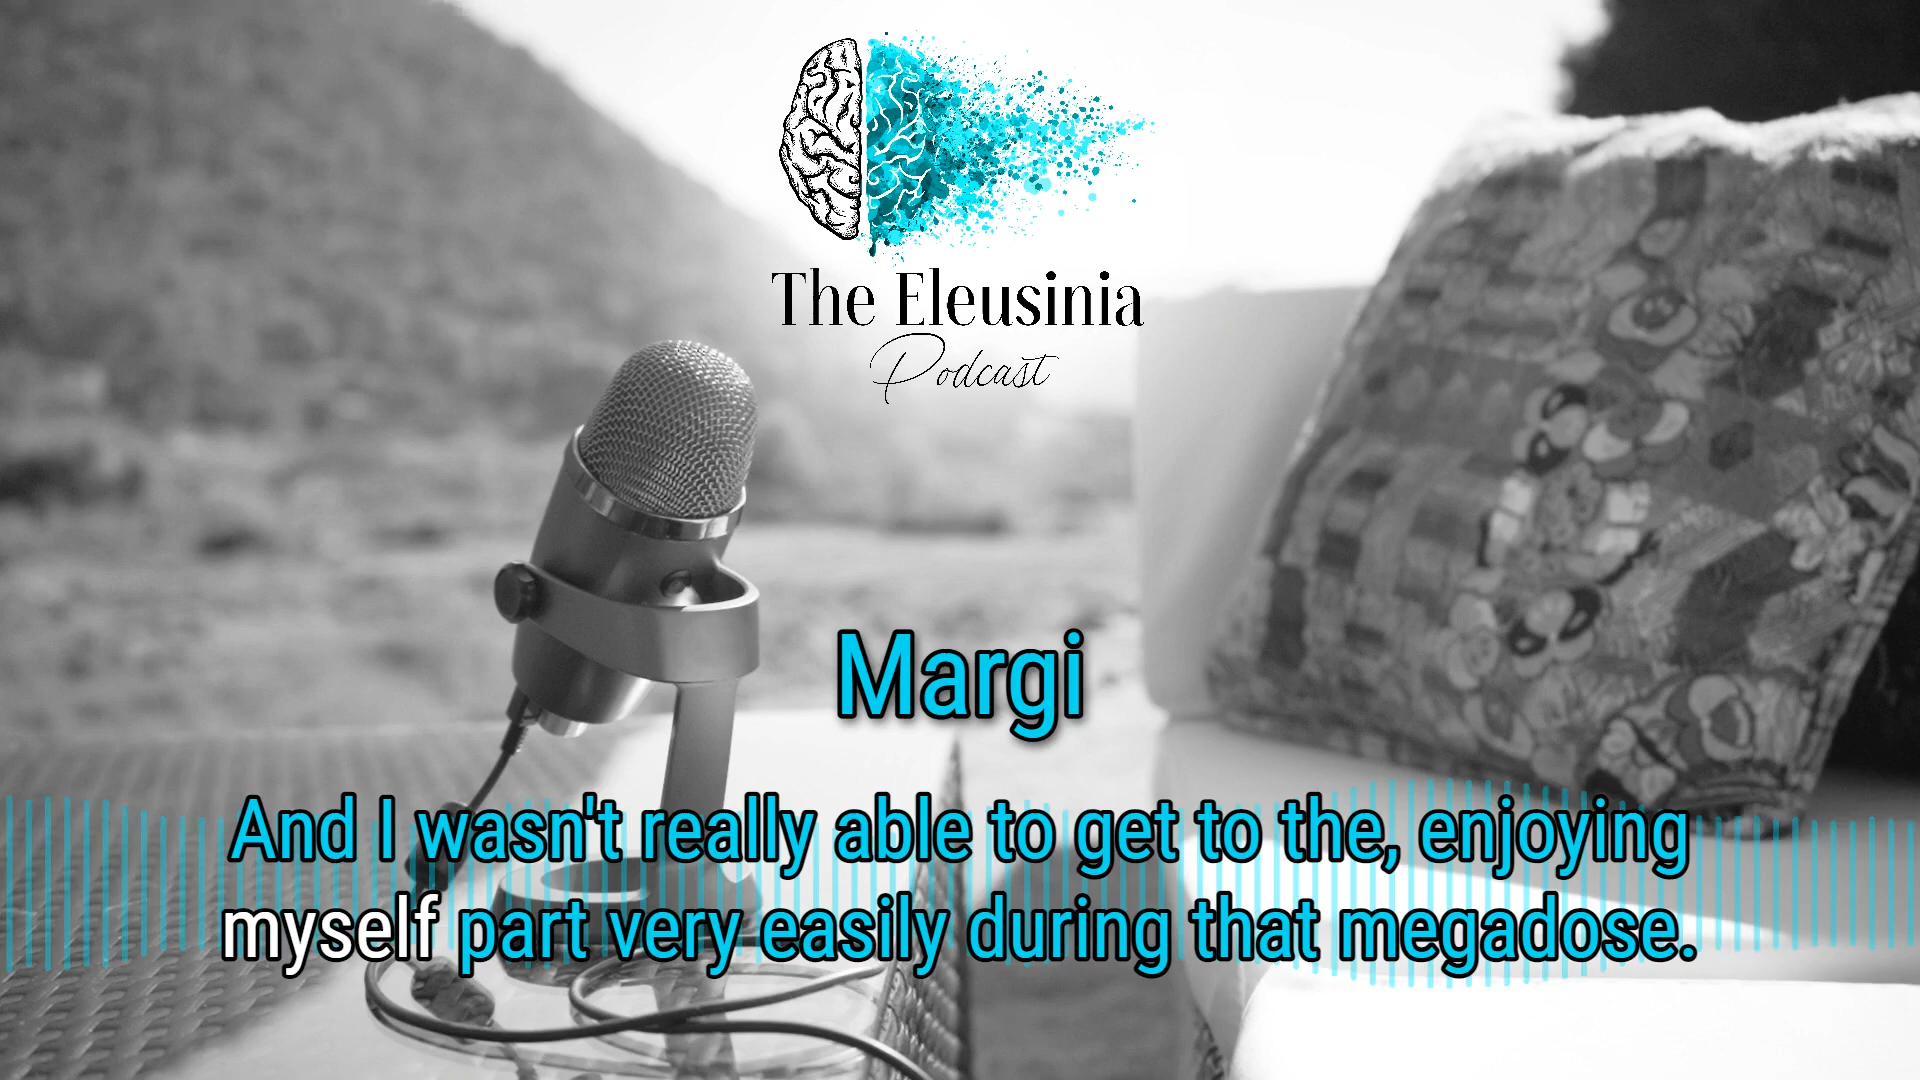 The Eleusinia
Podcast
Margi
And I wasn't really able to get to the, enjoying
myself part very easily during that megadose.